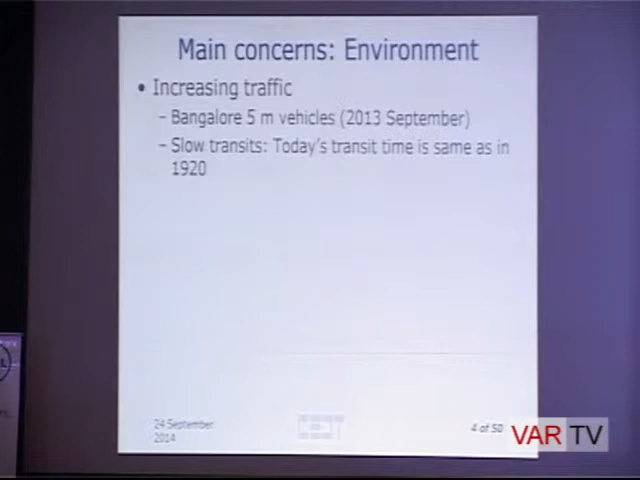 Main concerns: Environment
• Increasing traffic
– Bangalore 5 m vehicles (2013 September)
– Slow transits: Today's transit time is same as in
1920
24 September
2014
4 of 50
VAR TV